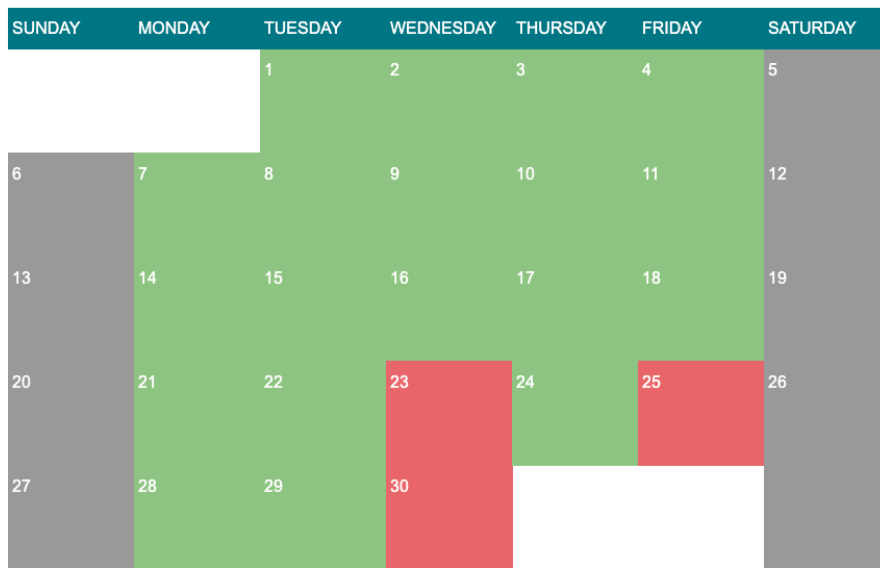 SUNDAY MONDAY TUESDAY WEDNESDAY THURSDAY FRIDAY SATURDAY
1 2 3 4 5
6 7 8 9 10 11 12
13 14 15 16 17 18 19
20 21 22 23 24 25 26
27 28 29 30